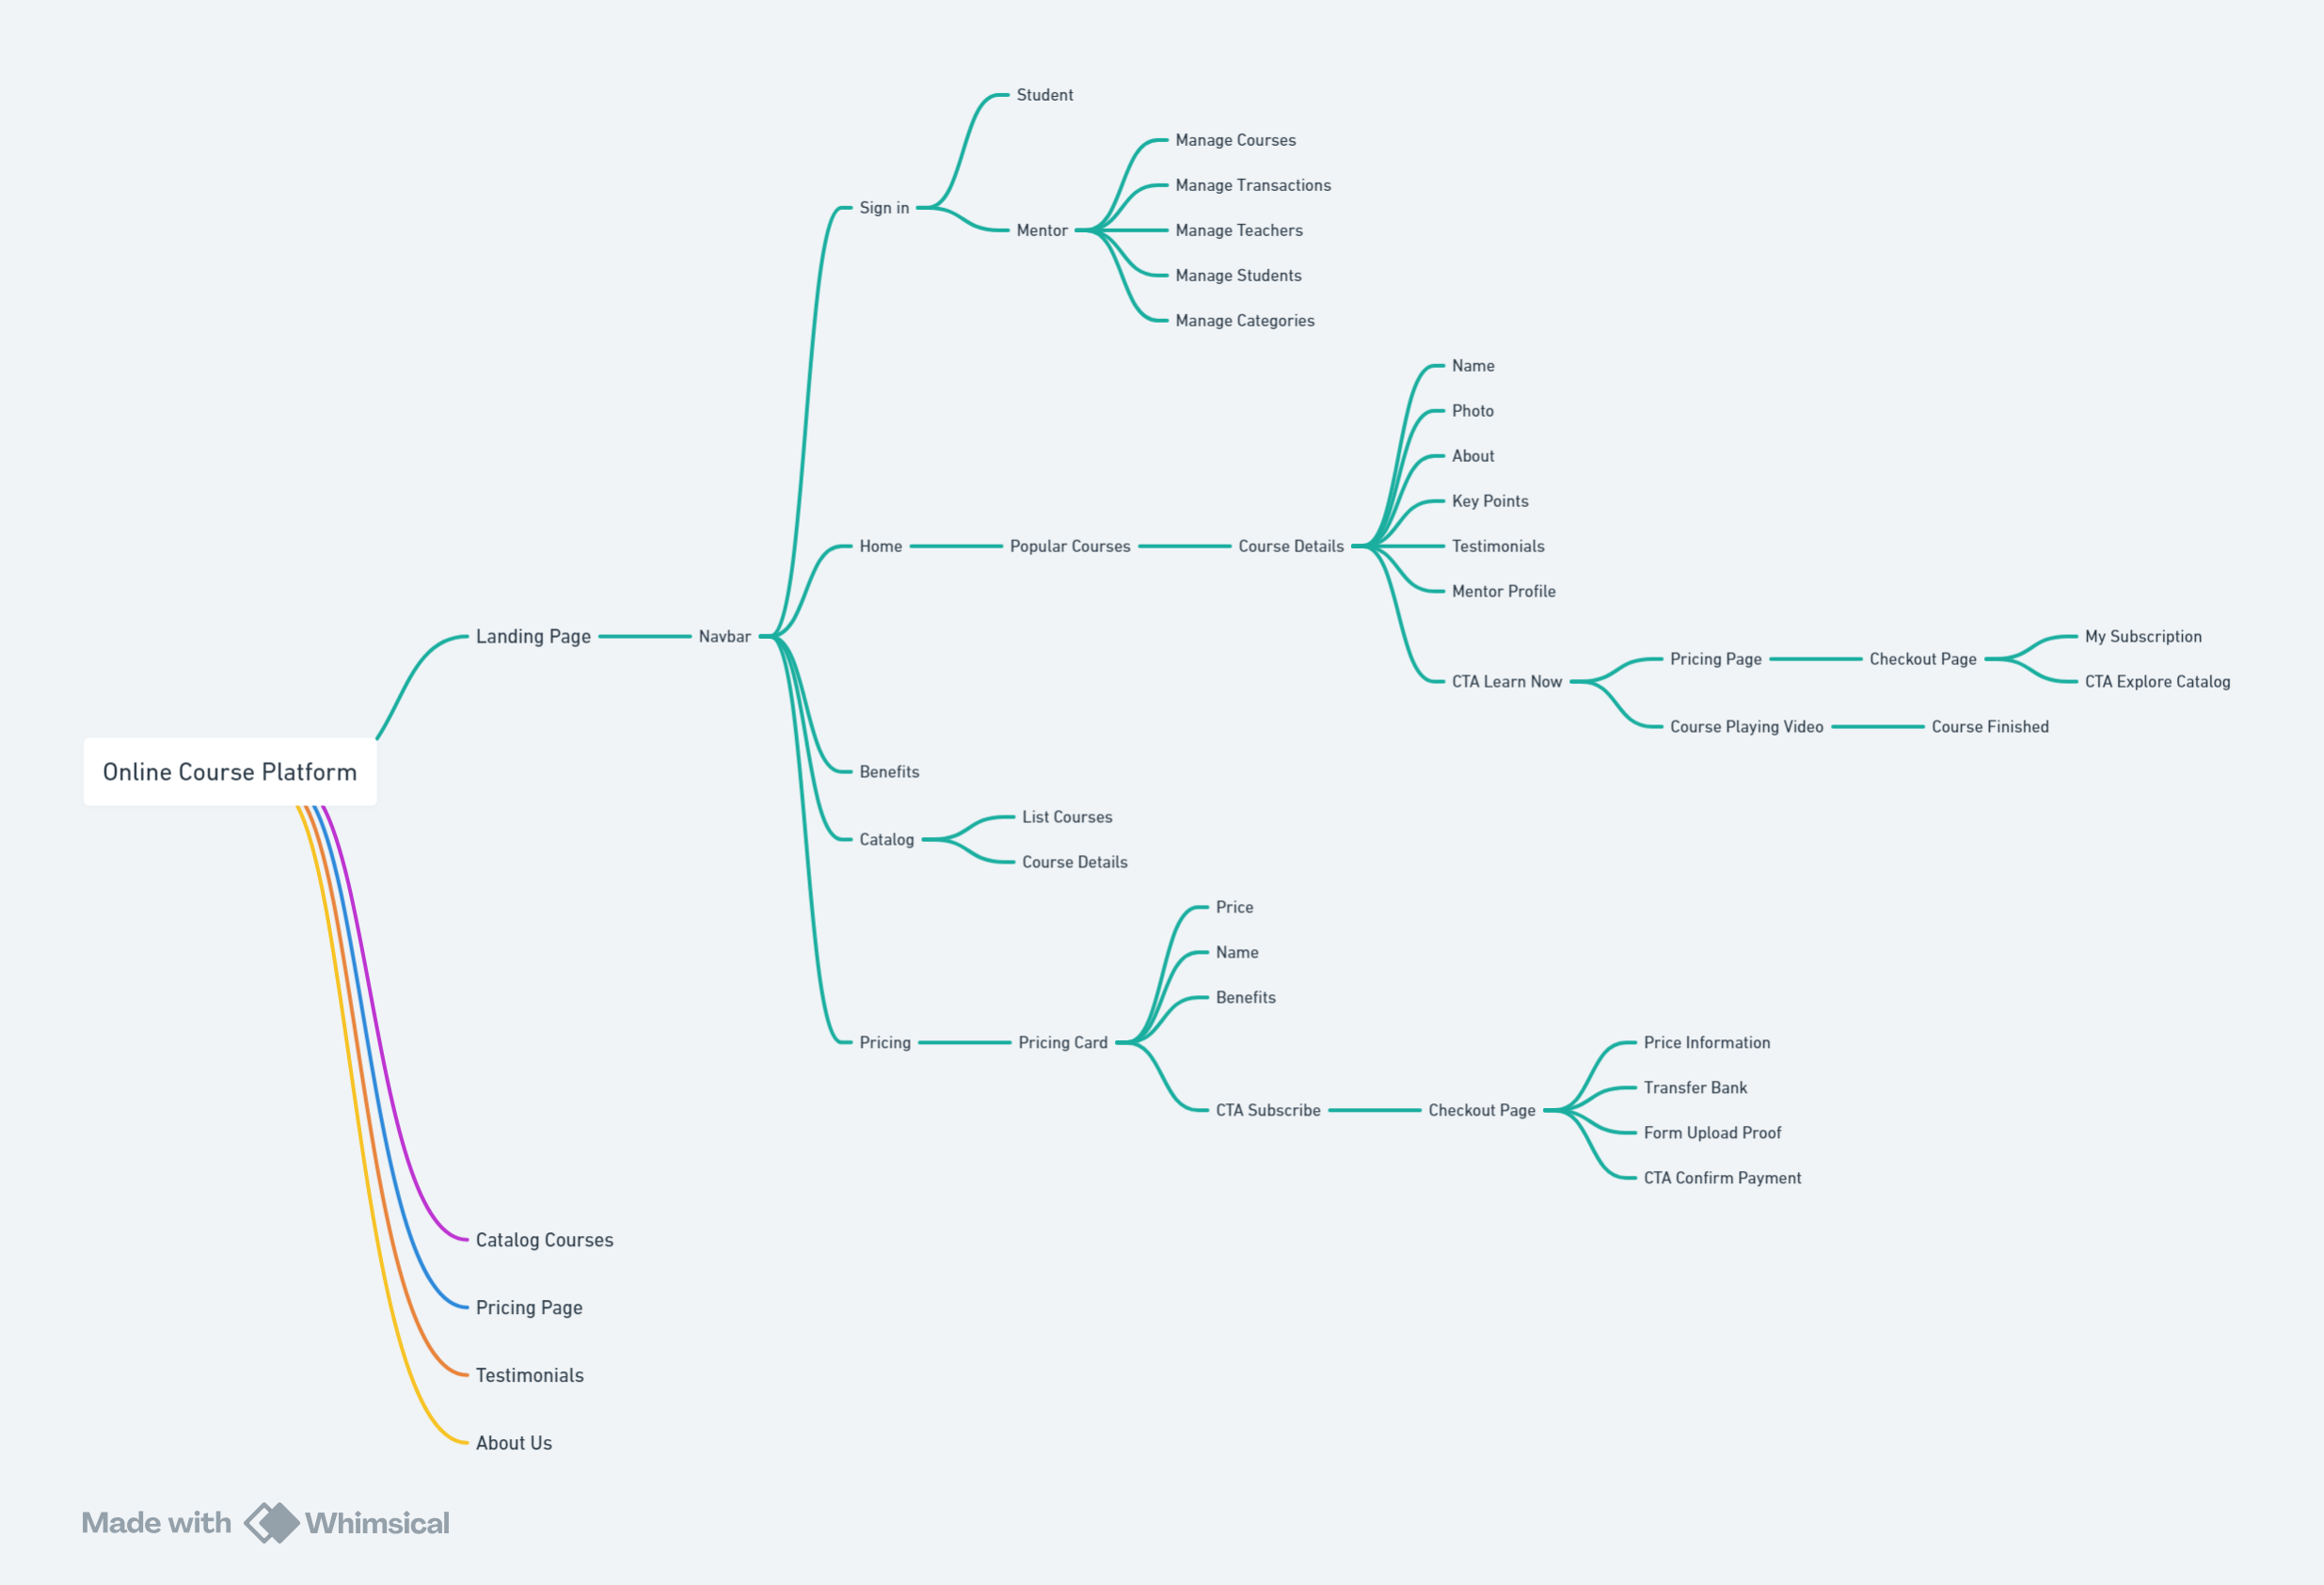 Online Course Platform
Landing Page
Navbar
Sign in
Student
Mentor
Manage Courses
Manage Transactions
Manage Teachers
Manage Students
Manage Categories
Home
Popular Courses
Course Details
Name
Photo
About
Key Points
Testimonials
Mentor Profile
CTA Learn Now
Pricing Page
Checkout Page
My Subscription
CTA Explore Catalog
Course Playing Video
Course Finished
Benefits
Catalog
List Courses
Course Details
Pricing
Pricing Card
Price
Name
Benefits
CTA Subscribe
Checkout Page
Price Information
Transfer Bank
Form Upload Proof
CTA Confirm Payment
Catalog Courses
Pricing Page
Testimonials
About Us
Made with Whimsical